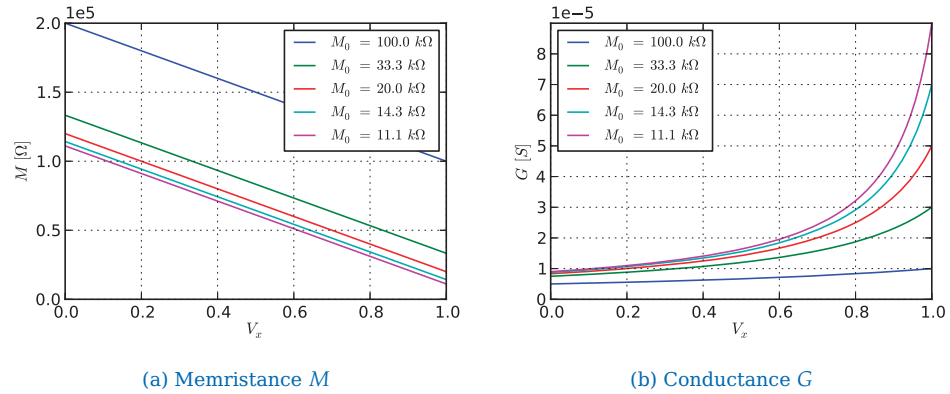 1e5
2.0
1.5
1.0
0.5
0.0
M [Ω]
M₀ = 100.0 kΩ
M₀ = 33.3 kΩ
M₀ = 20.0 kΩ
M₀ = 14.3 kΩ
M₀ = 11.1 kΩ
0.0 0.2 0.4 0.6 0.8 1.0
Vₓ
(a) Memristance M
1e−5
8
7
6
5
4
3
2
1
0
G [S]
M₀ = 100.0 kΩ
M₀ = 33.3 kΩ
M₀ = 20.0 kΩ
M₀ = 14.3 kΩ
M₀ = 11.1 kΩ
0.0 0.2 0.4 0.6 0.8 1.0
Vₓ
(b) Conductance G